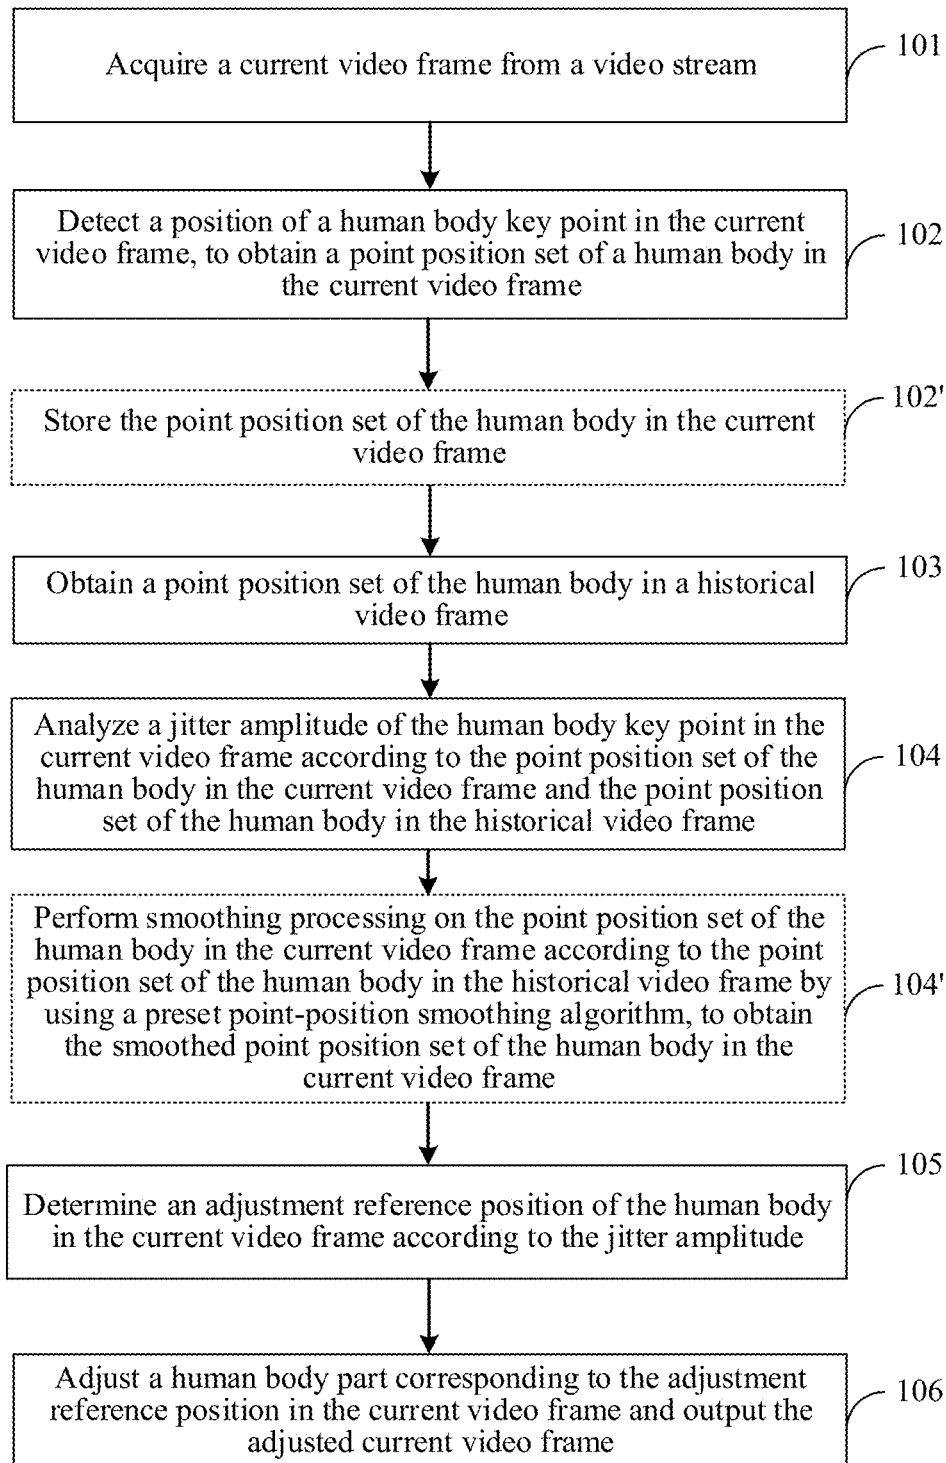 Acquire a current video frame from a video stream
101
Detect a position of a human body key point in the current
video frame, to obtain a point position set of a human body in
the current video frame
102
Store the point position set of the human body in the current
video frame
102'
Obtain a point position set of the human body in a historical
video frame
103
Analyze a jitter amplitude of the human body key point in the
current video frame according to the point position set of the
human body in the current video frame and the point position
set of the human body in the historical video frame
104
Perform smoothing processing on the point position set of the
human body in the current video frame according to the point
position set of the human body in the historical video frame by
using a preset point-position smoothing algorithm, to obtain
the smoothed point position set of the human body in the
current video frame
104'
Determine an adjustment reference position of the human body
in the current video frame according to the jitter amplitude
105
Adjust a human body part corresponding to the adjustment
reference position in the current video frame and output the
adjusted current video frame
106